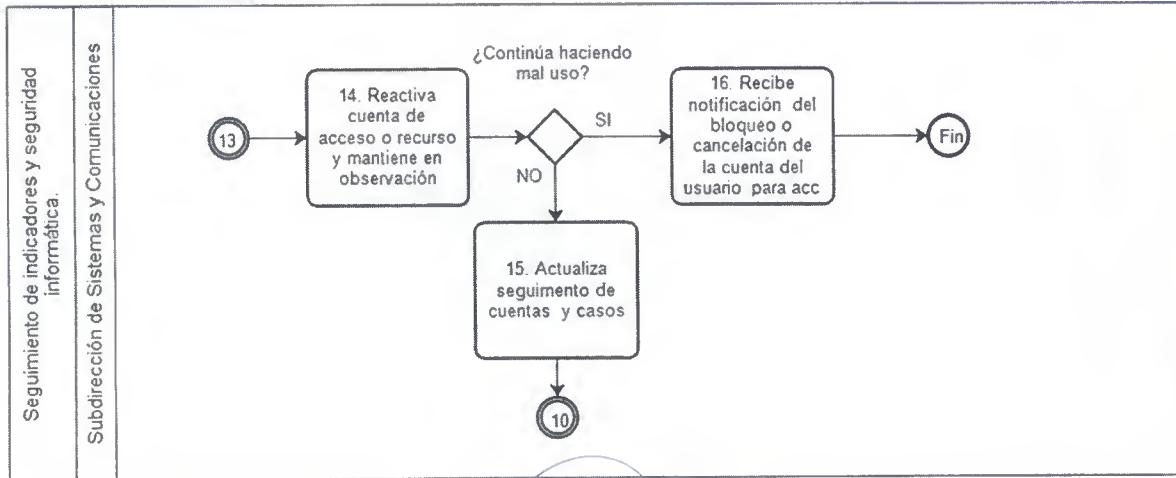 Seguimiento de indicadores y seguridad
informática.
Subdirección de Sistemas y Comunicaciones
13
14. Reactiva
cuenta de
acceso o recurso
y mantiene en
observación
¿Continúa haciendo
mal uso?
SI
NO
16. Recibe
notificación del
bloqueo o
cancelación de
la cuenta del
usuario para acc
Fin
15. Actualiza
seguimento de
cuentas y casos
10